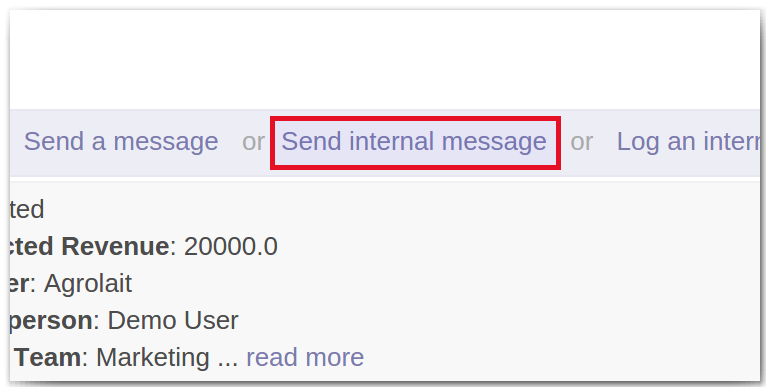 Send a message or Send internal message or Log an
ted
cted Revenue: 20000.0
er: Agrolait
person: Demo User
Team: Marketing ... read more